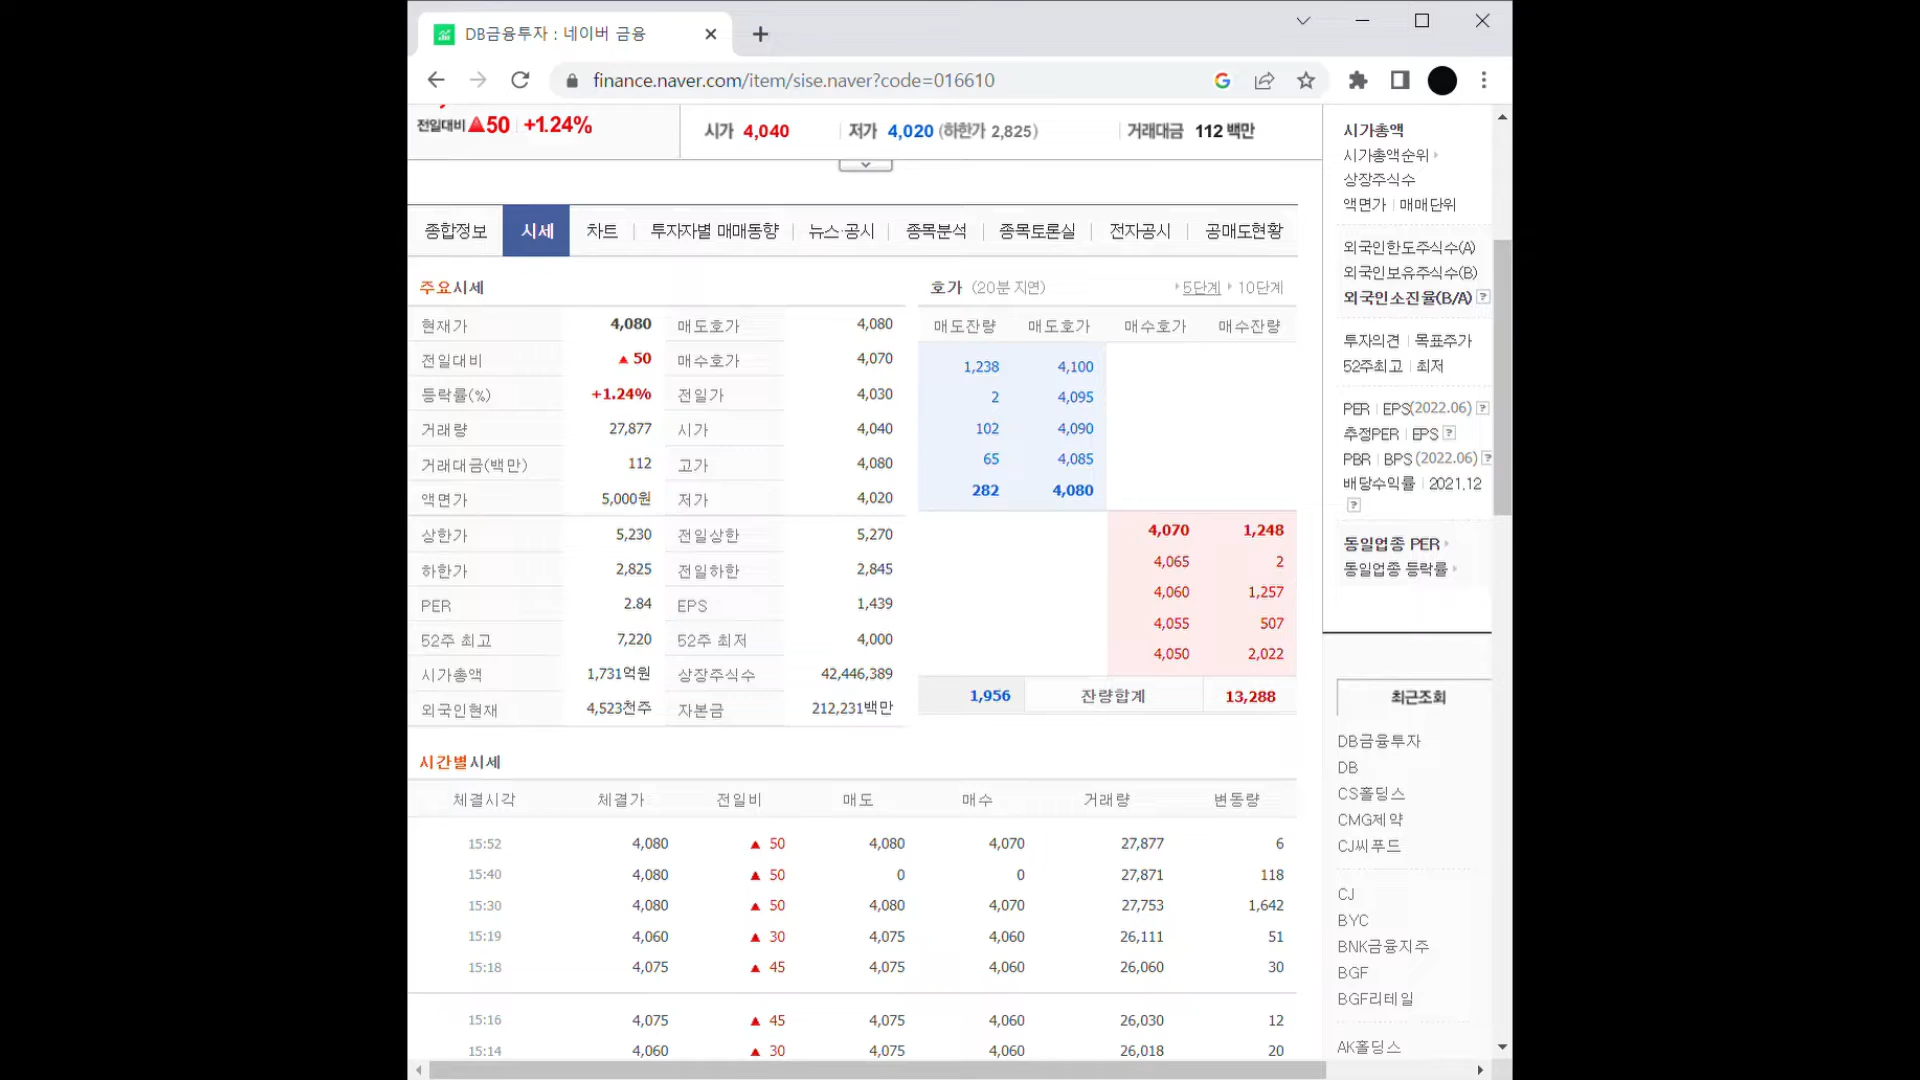 DB금융투자 : 네이버 금융
finance.naver.com/item/sise.naver?code=016610
전일대비 ▲50 +1.24%
시가 4,040 저가 4,020 (하한가 2,825) 거래대금 112 백만
종합정보 시세 차트 투자자별 매매동향 뉴스·공시 종목분석 종목토론실 전자공시 공매도현황
주요시세
현재가 4,080 매도호가 4,080
전일대비 ▲ 50 매수호가 4,070
등락률(%) +1.24% 전일가 4,030
거래량 27,877 시가 4,040
거래대금(백만) 112 고가 4,080
액면가 5,000원 저가 4,020
상한가 5,230 전일상한 5,270
하한가 2,825 전일하한 2,845
PER 2.84 EPS 1,439
52주 최고 7,220 52주 최저 4,000
시가총액 1,731억원 상장주식수 42,446,389
외국인현재 4,523천주 자본금 212,231백만
호가 (20분 지연) 5단계 10단계
매도잔량 매도호가 매수호가 매수잔량
1,238 4,100
2 4,095
102 4,090
65 4,085
282 4,080
4,070 1,248
4,065 2
4,060 1,257
4,055 507
4,050 2,022
1,956 잔량합계 13,288
시간별시세
체결시각 체결가 전일비 매도 매수 거래량 변동량
15:52 4,080 ▲ 50 4,080 4,070 27,877 6
15:40 4,080 ▲ 50 0 0 27,871 118
15:30 4,080 ▲ 50 4,080 4,070 27,753 1,642
15:19 4,060 ▲ 30 4,075 4,060 26,111 51
15:18 4,075 ▲ 45 4,075 4,060 26,060 30
15:16 4,075 ▲ 45 4,075 4,060 26,030 12
15:14 4,060 ▲ 30 4,075 4,060 26,018 20
시가총액
시가총액순위
상장주식수
액면가 | 매매단위
외국인한도주식수(A)
외국인보유주식수(B)
외국인소진율(B/A) ?
투자의견 | 목표주가
52주최고 | 최저
PER | EPS(2022.06) ?
추정PER | EPS ?
PBR | BPS (2022.06) ?
배당수익률 | 2021.12
?
동일업종 PER
동일업종 등락률
최근조회
DB금융투자
DB
CS홀딩스
CMG제약
CJ씨푸드
CJ
BYC
BNK금융지주
BGF
BGF리테일
AK홀딩스